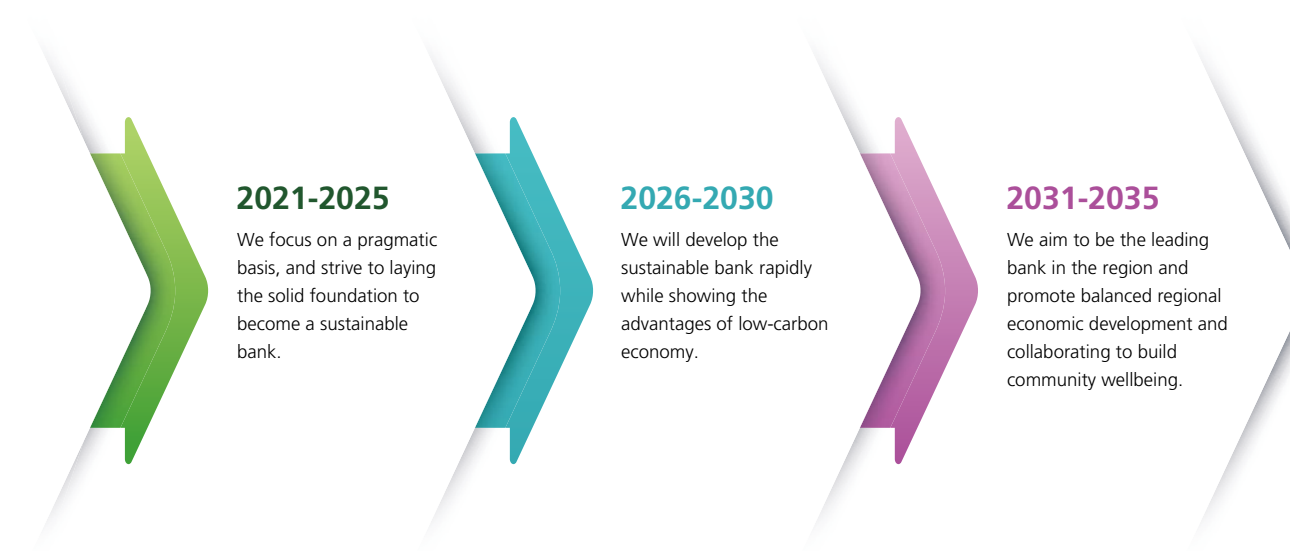 2021-2025
We focus on a pragmatic
basis, and strive to laying
the solid foundation to
become a sustainable
bank.
2026-2030
We will develop the
sustainable bank rapidly
while showing the
advantages of low-carbon
economy.
2031-2035
We aim to be the leading
bank in the region and
promote balanced regional
economic development and
collaborating to build
community wellbeing.